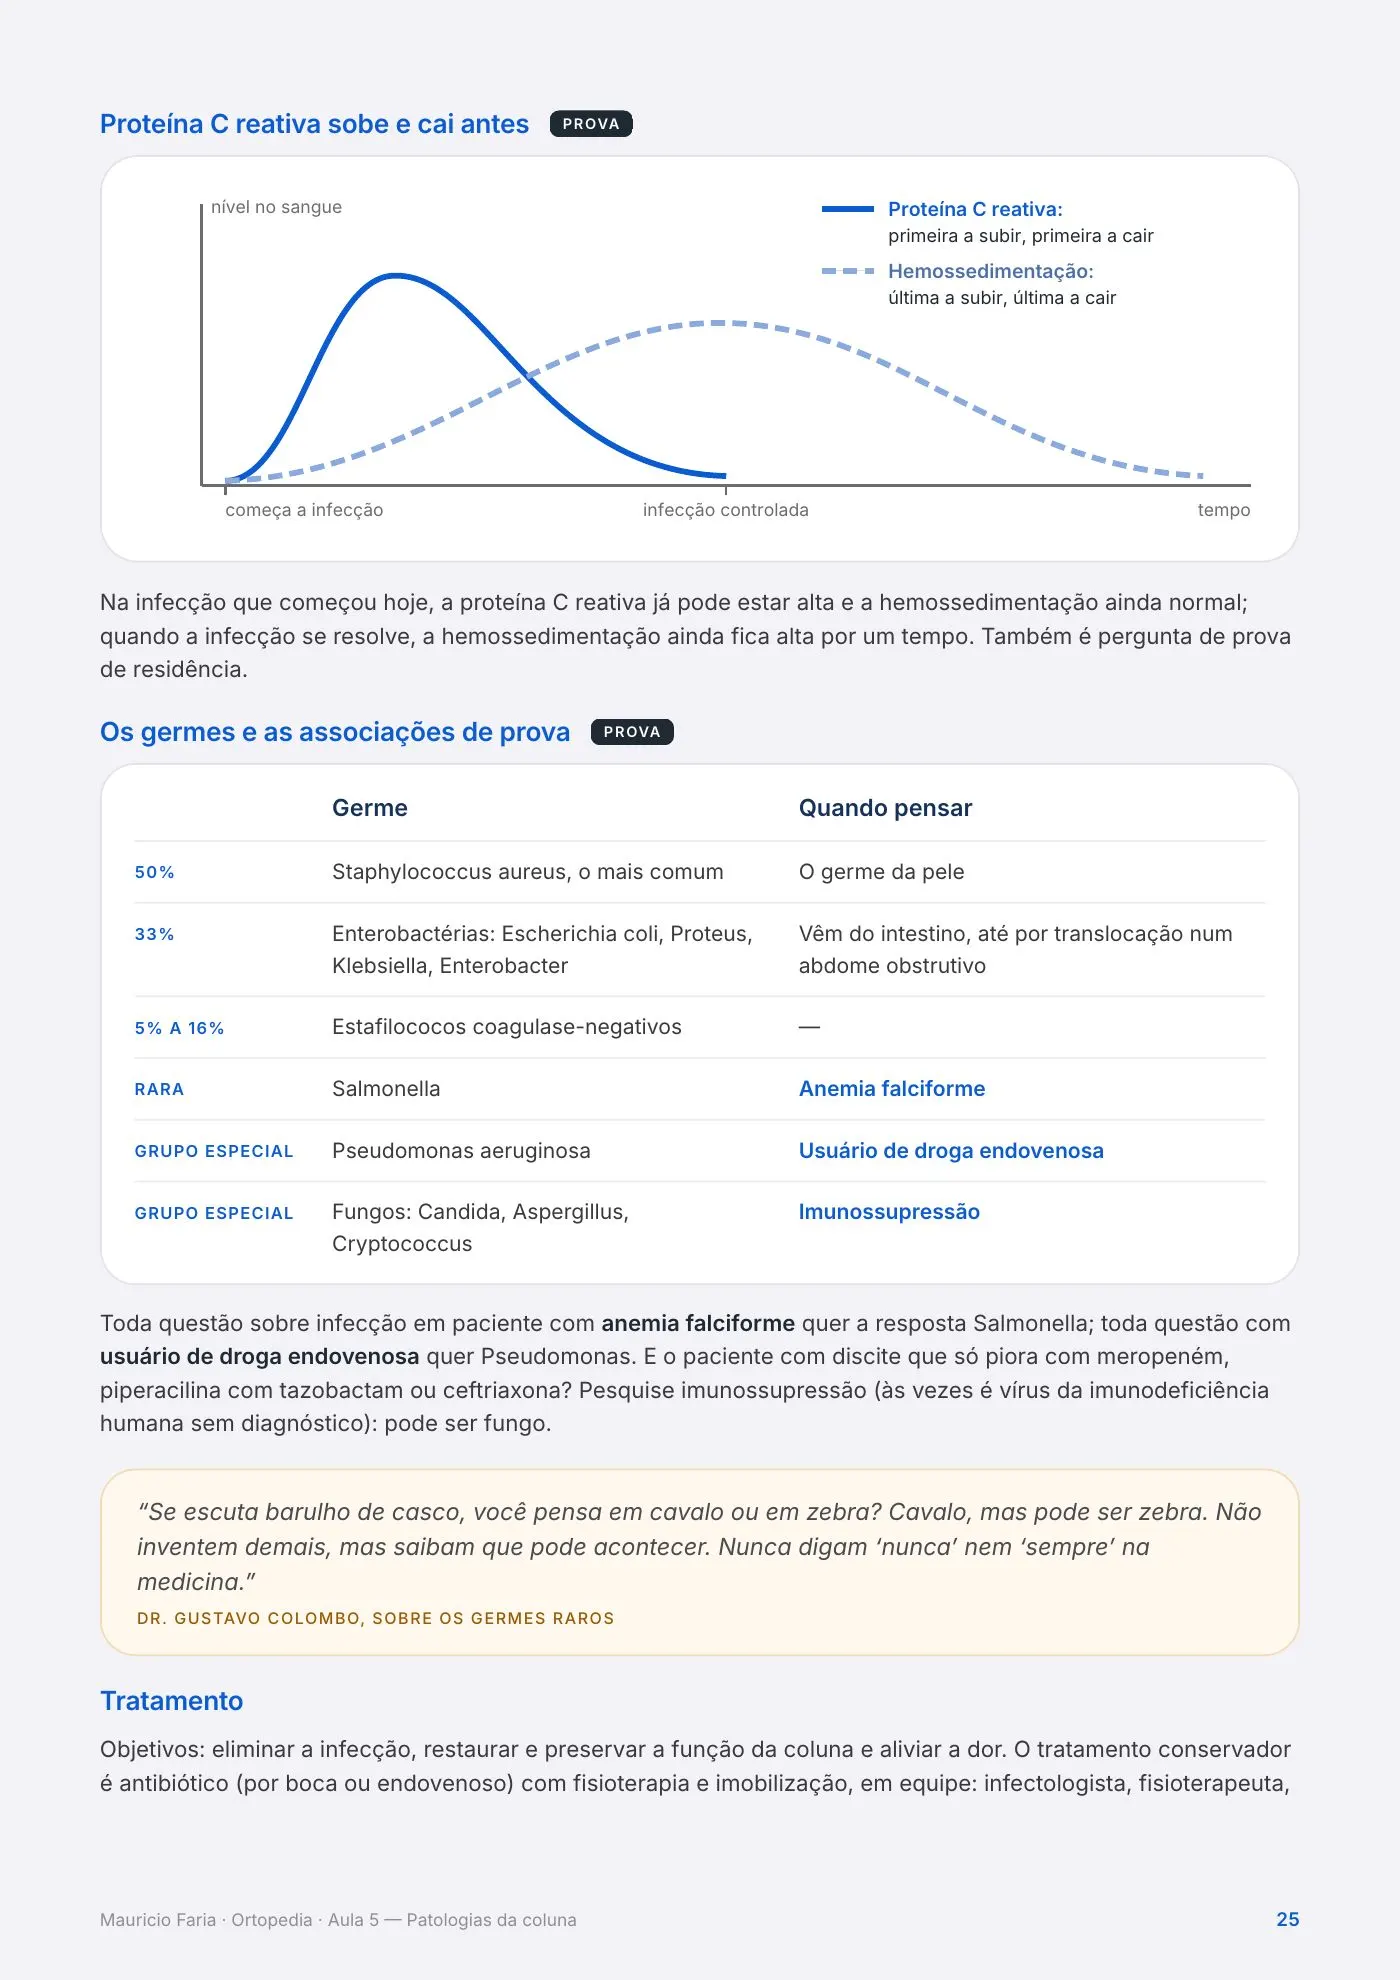 Proteína C reativa sobe e cai antes PROVA
nível no sangue
Proteína C reativa:
primeira a subir, primeira a cair
Hemossedimentação:
última a subir, última a cair
começa a infecção infecção controlada tempo
Na infecção que começou hoje, a proteína C reativa já pode estar alta e a hemossedimentação ainda normal;
quando a infecção se resolve, a hemossedimentação ainda fica alta por um tempo. Também é pergunta de prova
de residência.
Os germes e as associações de prova PROVA
Germe Quando pensar
50% Staphylococcus aureus, o mais comum O germe da pele
33% Enterobactérias: Escherichia coli, Proteus, Vêm do intestino, até por translocação num
Klebsiella, Enterobacter abdome obstrutivo
5% A 16% Estafilococos coagulase-negativos —
RARA Salmonella Anemia falciforme
GRUPO ESPECIAL Pseudomonas aeruginosa Usuário de droga endovenosa
GRUPO ESPECIAL Fungos: Candida, Aspergillus, Imunossupressão
Cryptococcus
Toda questão sobre infecção em paciente com anemia falciforme quer a resposta Salmonella; toda questão com
usuário de droga endovenosa quer Pseudomonas. E o paciente com discite que só piora com meropeném,
piperacilina com tazobactam ou ceftriaxona? Pesquise imunossupressão (às vezes é vírus da imunodeficiência
humana sem diagnóstico): pode ser fungo.
“Se escuta barulho de casco, você pensa em cavalo ou em zebra? Cavalo, mas pode ser zebra. Não
inventem demais, mas saibam que pode acontecer. Nunca digam ‘nunca’ nem ‘sempre’ na
medicina.”
DR. GUSTAVO COLOMBO, SOBRE OS GERMES RAROS
Tratamento
Objetivos: eliminar a infecção, restaurar e preservar a função da coluna e aliviar a dor. O tratamento conservador
é antibiótico (por boca ou endovenoso) com fisioterapia e imobilização, em equipe: infectologista, fisioterapeuta,
Mauricio Faria · Ortopedia · Aula 5 — Patologias da coluna 25